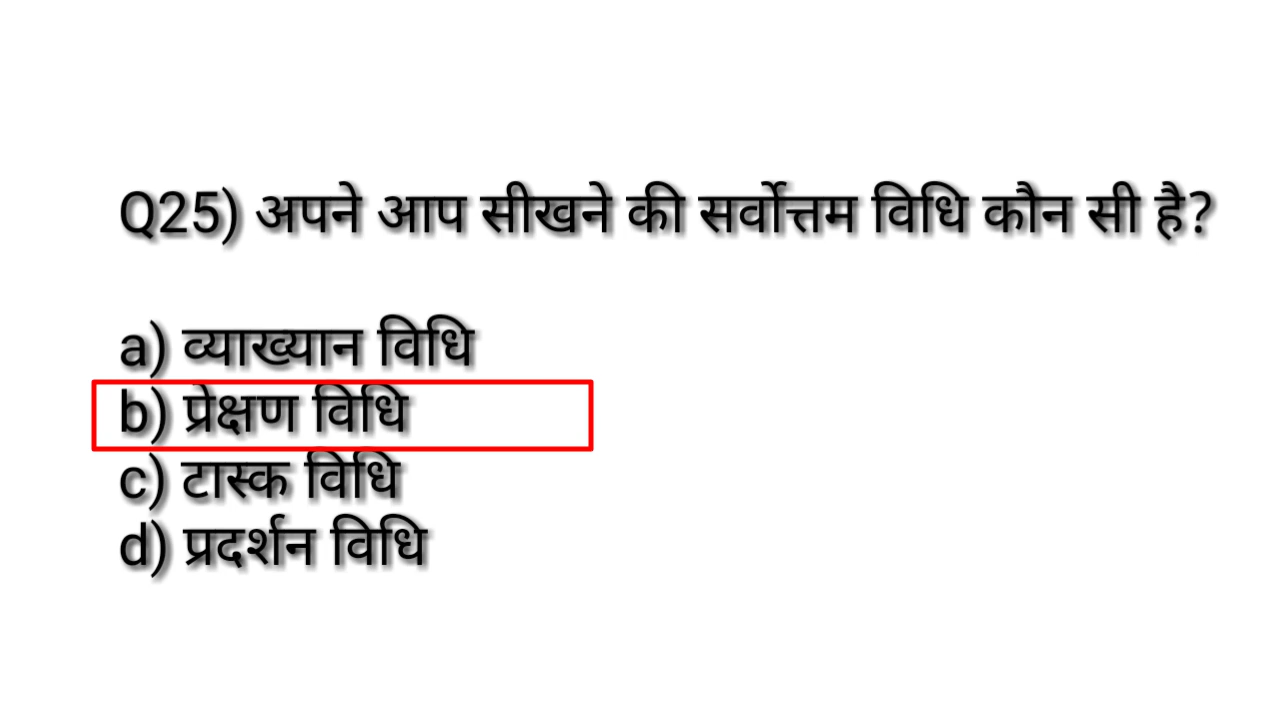 Q25) अपने आप सीखने की सर्वोत्तम विधि कौन सी है?
a) व्याख्यान विधि
b) प्रेक्षण विधि
c) टास्क विधि
d) प्रदर्शन विधि